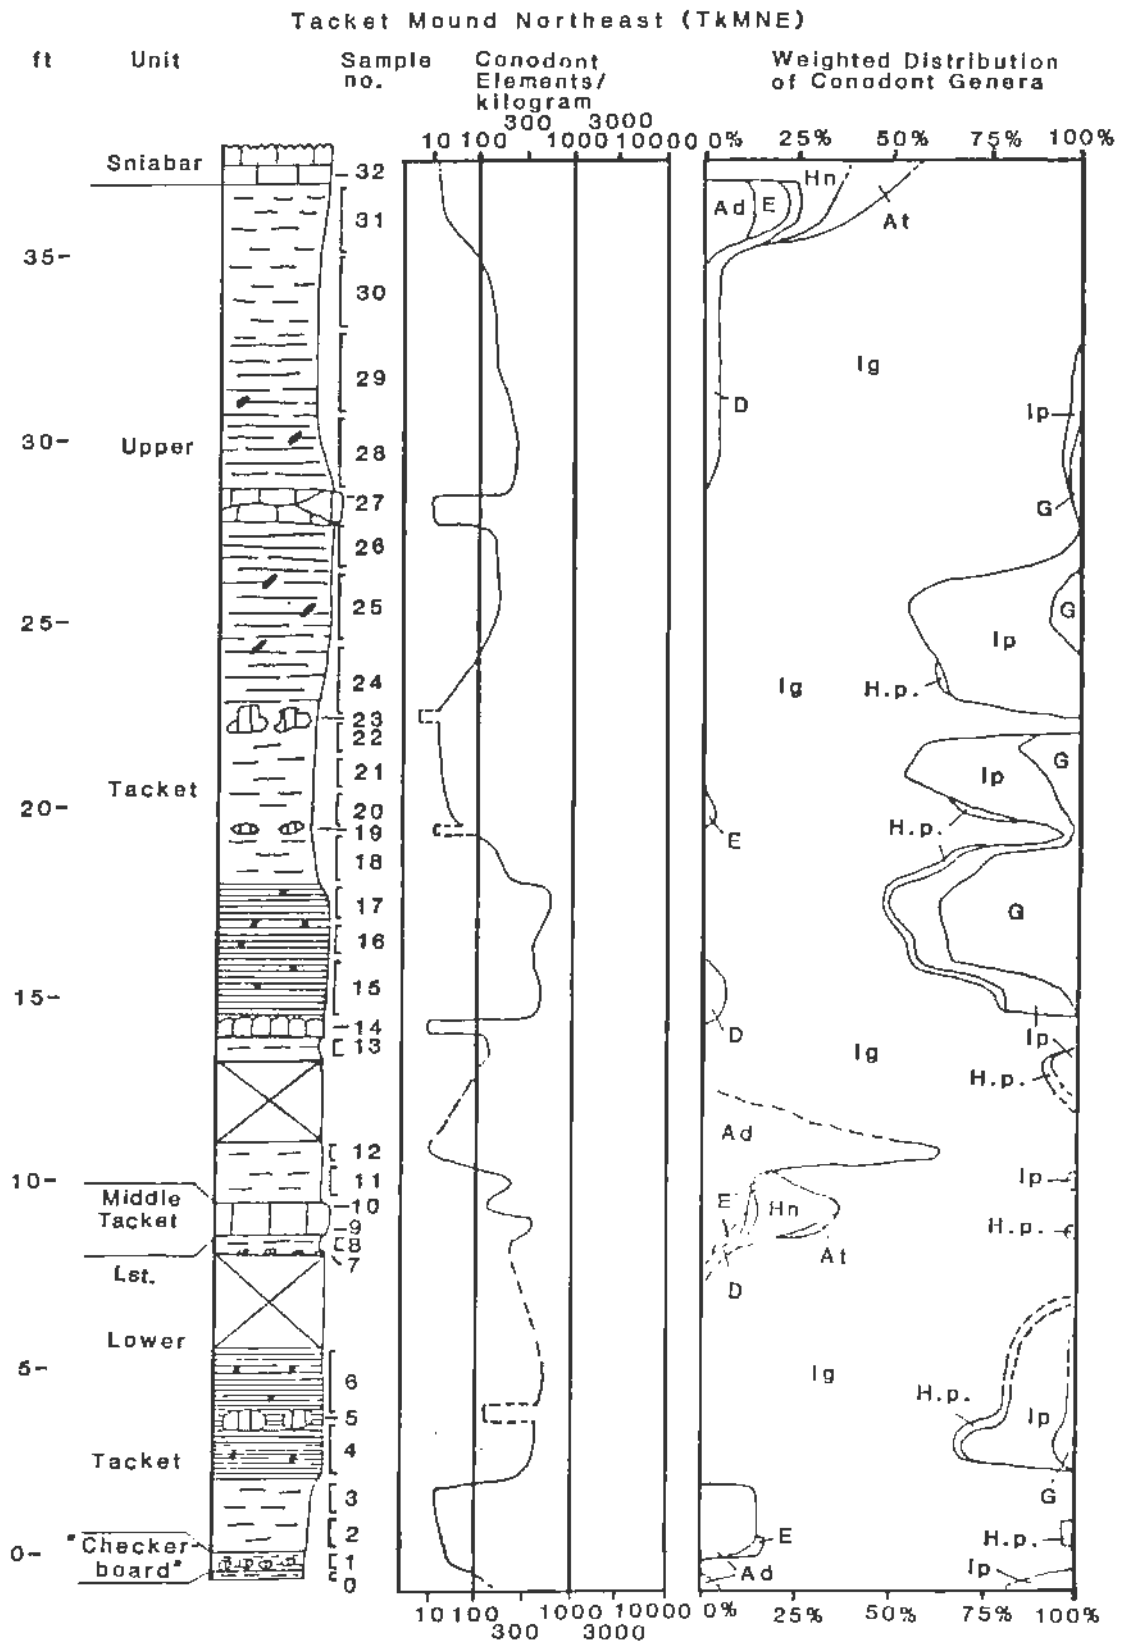 Tacket Mound Northeast (TkMNE)
ft
Unit
Sample
no.
Conodont
Elements/
kilogram
Weighted Distribution
of Conodont Genera
300 3000
10 100 1000 10000
0% 25% 50% 75% 100%
Sniabar
32
Hn
Ad E
At
31
35-
30
Ig
29
D
Ip
30-
Upper
28
27
G
26
25-
25
G
Ip
24
Ig
H.p.
23
22
G
21
Ip
Tacket
20-
20
H.p.
19
E
18
17
G
16
15-
15
14
D
Ip
13
Ig
H.p.
Ad
12
10-
11
Ip
Middle
Tacket
10
E Hn
9
H.p.
8
At
7
Lst.
D
Lower
5-
6
Ig
H.p.
5
Ip
4
Tacket
3
G
2
E
H.p.
0-
"Checker-
board"
1
Ad
Ip
0
10 100 1000 10000
300 3000
0% 25% 50% 75% 100%